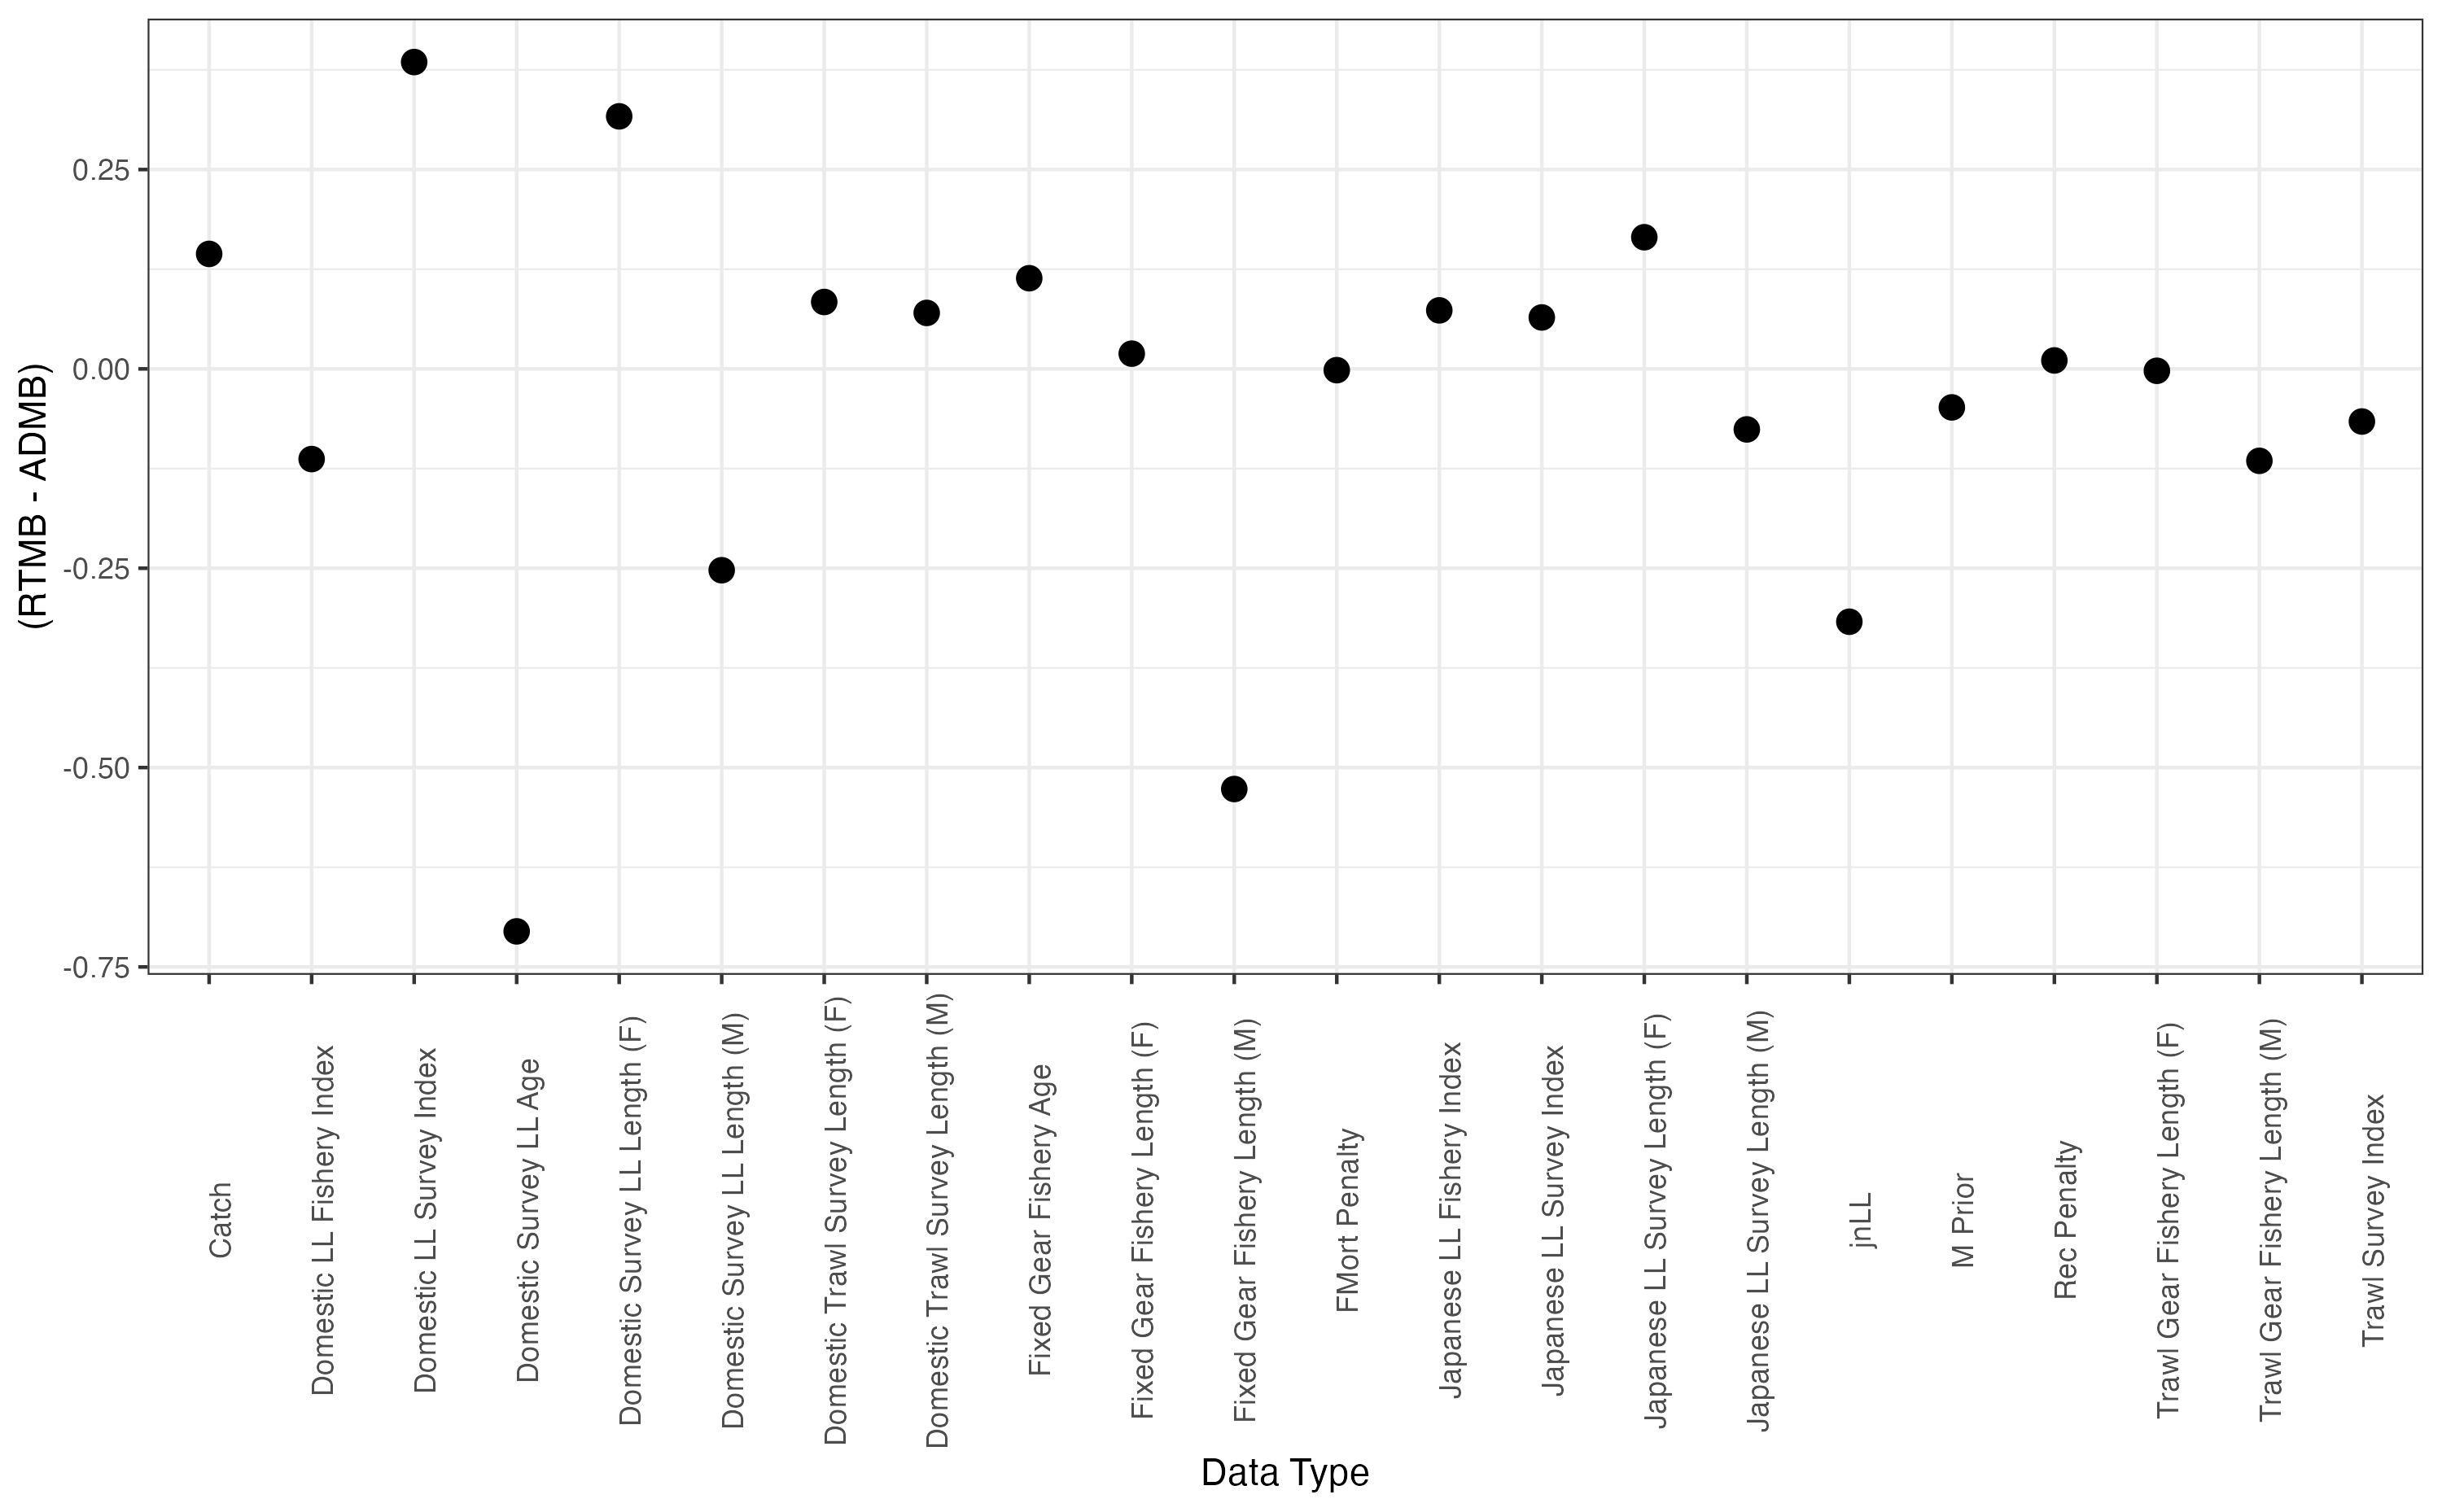 (RTMB - ADMB)
0.25
0.00
-0.25
-0.50
-0.75
Catch
Domestic LL Fishery Index
Domestic LL Survey Index
Domestic Survey LL Age
Domestic Survey LL Length (F)
Domestic Survey LL Length (M)
Domestic Trawl Survey Length (F)
Domestic Trawl Survey Length (M)
Fixed Gear Fishery Age
Fixed Gear Fishery Length (F)
Fixed Gear Fishery Length (M)
FMort Penalty
Japanese LL Fishery Index
Japanese LL Survey Index
Japanese LL Survey Length (F)
Japanese LL Survey Length (M)
jnLL
M Prior
Rec Penalty
Trawl Gear Fishery Length (F)
Trawl Gear Fishery Length (M)
Trawl Survey Index
Data Type